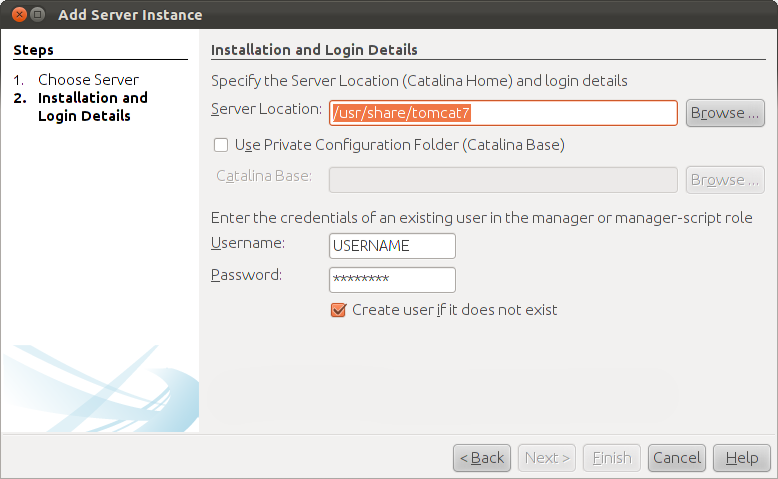 Add Server Instance
Steps
1. Choose Server
2. Installation and
Login Details
Installation and Login Details
Specify the Server Location (Catalina Home) and login details
Server Location: /usr/share/tomcat7 Browse ...
Use Private Configuration Folder (Catalina Base)
Catalina Base: Browse ...
Enter the credentials of an existing user in the manager or manager-script role
Username: USERNAME
Password: ********
Create user if it does not exist
< Back Next > Finish Cancel Help